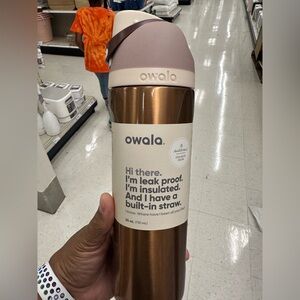 owala
owala.
Hi there.
I'm leak proof.
I'm insulated.
And I have a
built-in straw.